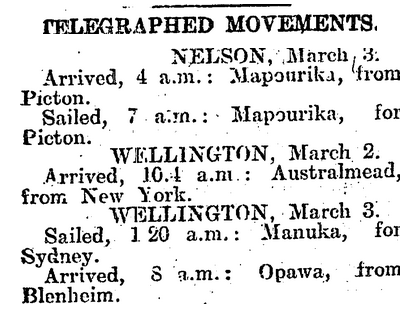 TELEGRAPHED MOVEMENTS.
NELSON, March 3.
Arrived, 4 a.m.: Mapourika, from
Picton.
Sailed, 7 a.m.: Mapourika, for
Picton.
WELLINGTON, March 2.
Arrived, 10.4 a.m.: Australmead,
from New York.
WELLINGTON, March 3.
Sailed, 1 20 a.m.: Manuka, for
Sydney.
Arrived, 8 a.m.: Opawa, from
Blenheim.